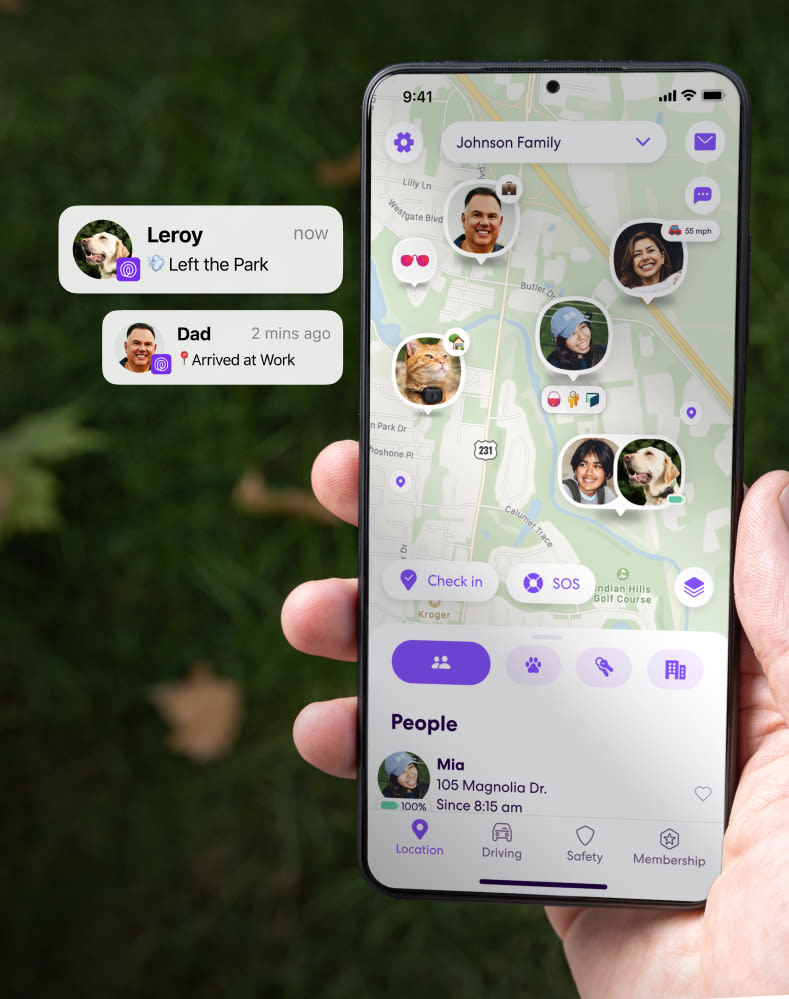 9:41
Johnson Family
Lilly Ln
Westgate Blvd
55 mph
Butler Dr
Leroy
now
Left the Park
Dad
2 mins ago
Arrived at Work
n Park Dr
hoshone Pl
231
Calumet Trace
r Dr
Check in
SOS
Indian Hills
Golf Course
Kroger
People
Mia
105 Magnolia Dr.
Since 8:15 am
100%
Location
Driving
Safety
Membership